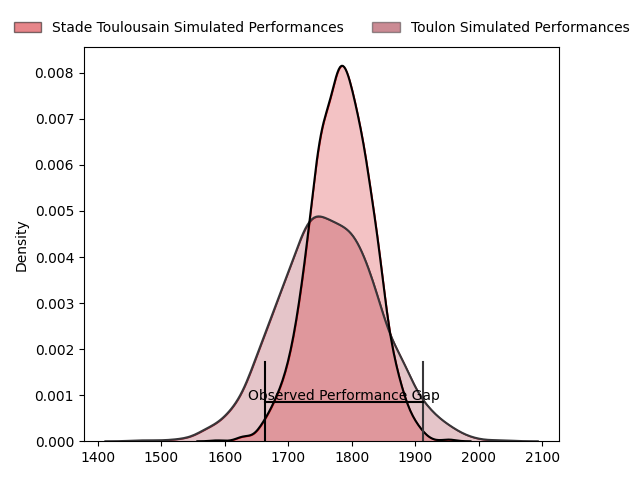 Stade Toulousain Simulated Performances
Toulon Simulated Performances
0.008
0.007
0.006
0.005
0.004
0.003
0.002
0.001
0.000
Density
Observed Performance Gap
1400 1500 1600 1700 1800 1900 2000 2100